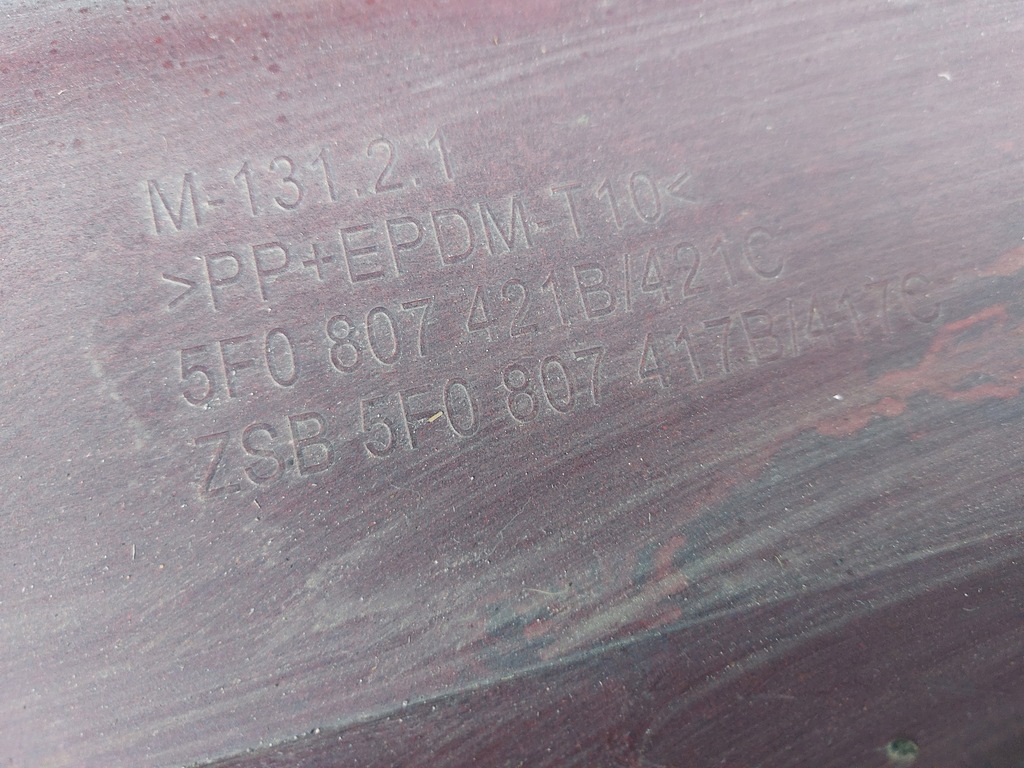 M-131.2.1
>PP+EPDM-T10<
5F0 807 421B/421C
ZSB 5F0 807 417B/417C